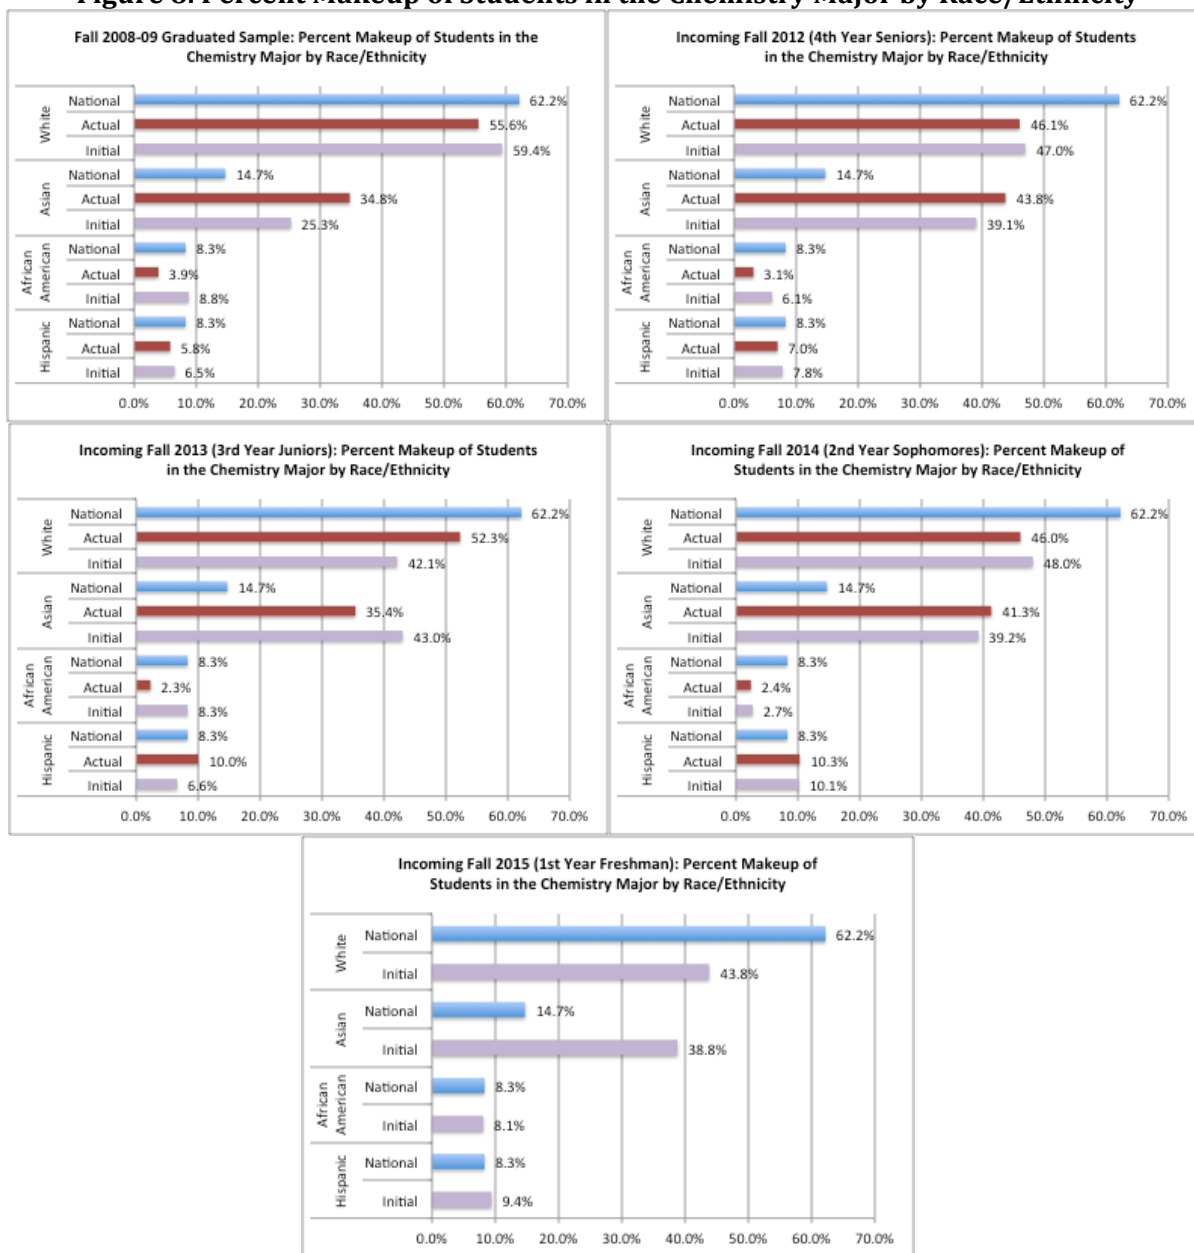 Figure 8. Percent Makeup of Students in the Chemistry Major by Race/Ethnicity
Fall 2008-09 Graduated Sample: Percent Makeup of Students in the
Chemistry Major by Race/Ethnicity
White
National 62.2%
Actual 55.6%
Initial 59.4%
Asian
National 14.7%
Actual 34.8%
Initial 25.3%
African
American
National 8.3%
Actual 3.9%
Initial 8.8%
Hispanic
National 8.3%
Actual 5.8%
Initial 6.5%
0.0% 10.0% 20.0% 30.0% 40.0% 50.0% 60.0% 70.0%
Incoming Fall 2012 (4th Year Seniors): Percent Makeup of Students
in the Chemistry Major by Race/Ethnicity
White
National 62.2%
Actual 46.1%
Initial 47.0%
Asian
National 14.7%
Actual 43.8%
Initial 39.1%
African
American
National 8.3%
Actual 3.1%
Initial 6.1%
Hispanic
National 8.3%
Actual 7.0%
Initial 7.8%
0.0% 10.0% 20.0% 30.0% 40.0% 50.0% 60.0% 70.0%
Incoming Fall 2013 (3rd Year Juniors): Percent Makeup of Students
in the Chemistry Major by Race/Ethnicity
White
National 62.2%
Actual 52.3%
Initial 42.1%
Asian
National 14.7%
Actual 35.4%
Initial 43.0%
African
American
National 8.3%
Actual 2.3%
Initial 8.3%
Hispanic
National 8.3%
Actual 10.0%
Initial 6.6%
0.0% 10.0% 20.0% 30.0% 40.0% 50.0% 60.0% 70.0%
Incoming Fall 2014 (2nd Year Sophomores): Percent Makeup of
Students in the Chemistry Major by Race/Ethnicity
White
National 62.2%
Actual 46.0%
Initial 48.0%
Asian
National 14.7%
Actual 41.3%
Initial 39.2%
African
American
National 8.3%
Actual 2.4%
Initial 2.7%
Hispanic
National 8.3%
Actual 10.3%
Initial 10.1%
0.0% 10.0% 20.0% 30.0% 40.0% 50.0% 60.0% 70.0%
Incoming Fall 2015 (1st Year Freshman): Percent Makeup of
Students in the Chemistry Major by Race/Ethnicity
White
National 62.2%
Initial 43.8%
Asian
National 14.7%
Initial 38.8%
African
American
National 8.3%
Initial 8.1%
Hispanic
National 8.3%
Initial 9.4%
0.0% 10.0% 20.0% 30.0% 40.0% 50.0% 60.0% 70.0%